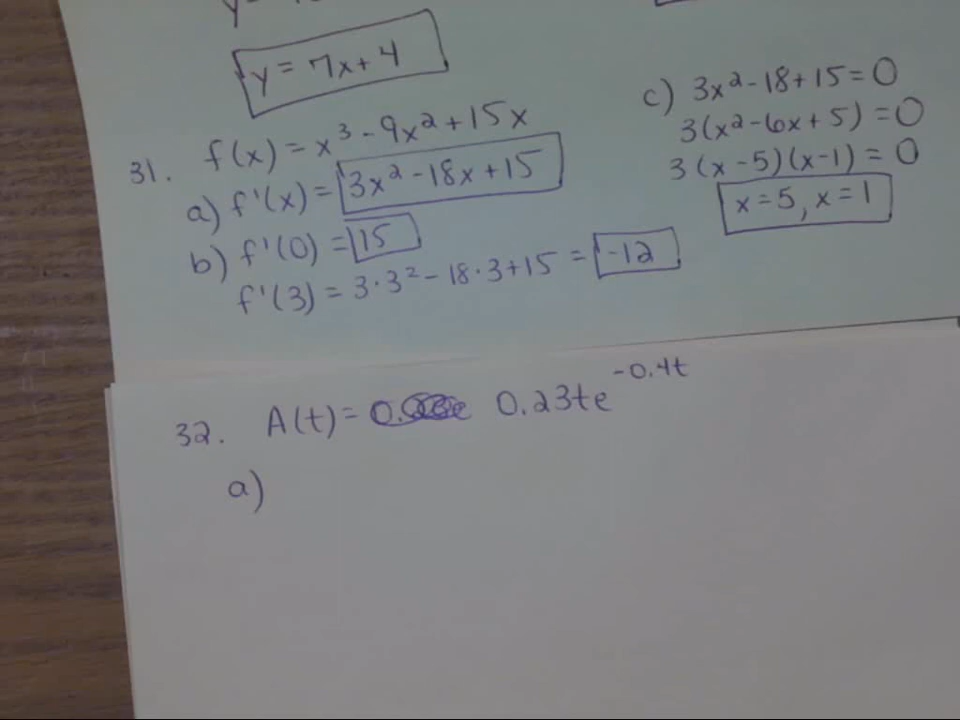 y = 7x + 4
31. f(x) = x³ - 9x² + 15x
a) f'(x) = 3x² - 18x + 15
b) f'(0) = 15
f'(3) = 3·3² - 18·3 + 15 = -12
c) 3x² - 18 + 15 = 0
3(x² - 6x + 5) = 0
3(x - 5)(x - 1) = 0
x = 5, x = 1
32. A(t) = 0.23te^(-0.4t)
a)